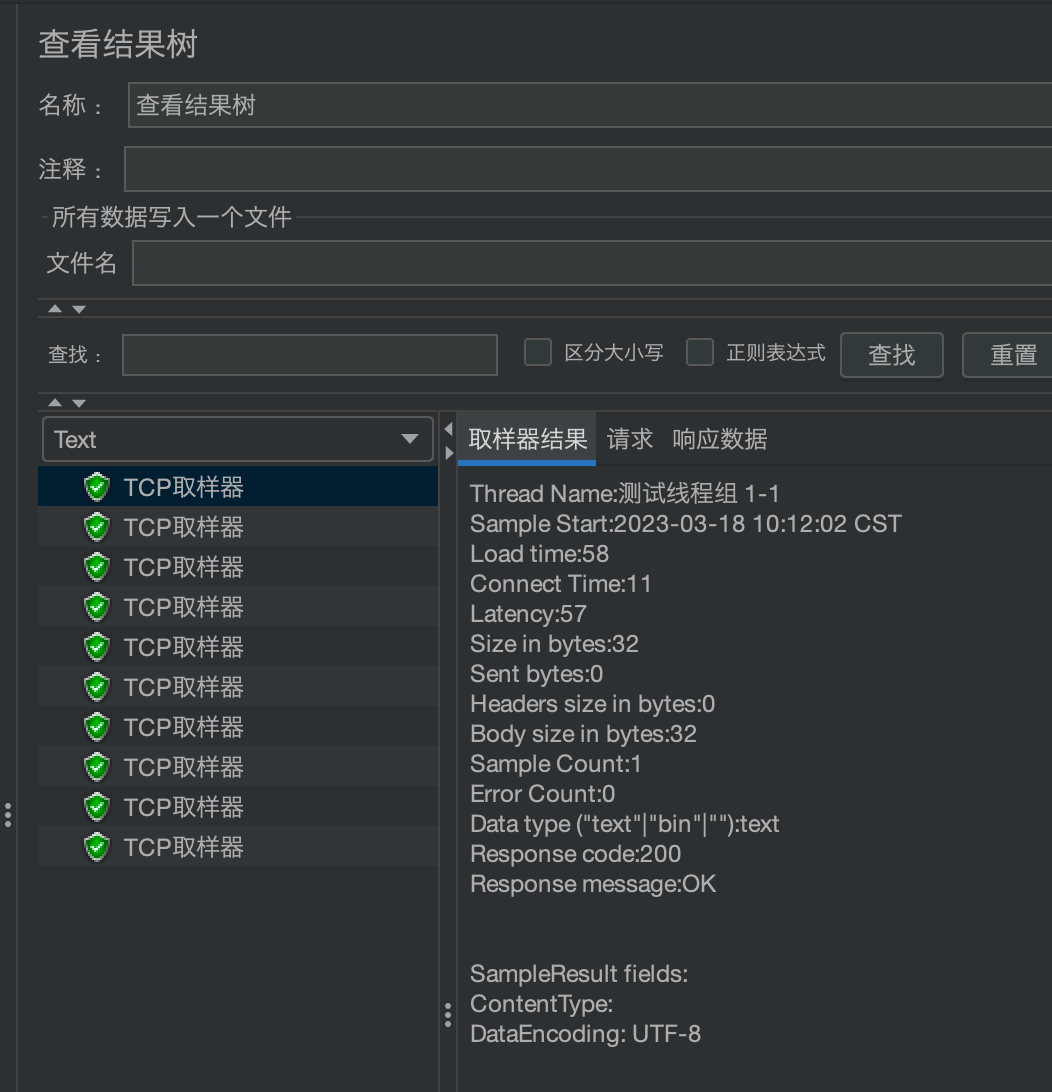 查看结果树
名称：
查看结果树
注释：
所有数据写入一个文件
文件名
查找：
区分大小写
正则表达式
查找
重置
Text
TCP取样器
TCP取样器
TCP取样器
TCP取样器
TCP取样器
TCP取样器
TCP取样器
TCP取样器
TCP取样器
TCP取样器
取样器结果 请求 响应数据
Thread Name:测试线程组 1-1
Sample Start:2023-03-18 10:12:02 CST
Load time:58
Connect Time:11
Latency:57
Size in bytes:32
Sent bytes:0
Headers size in bytes:0
Body size in bytes:32
Sample Count:1
Error Count:0
Data type ("text"|"bin"|""):text
Response code:200
Response message:OK
SampleResult fields:
ContentType:
DataEncoding: UTF-8